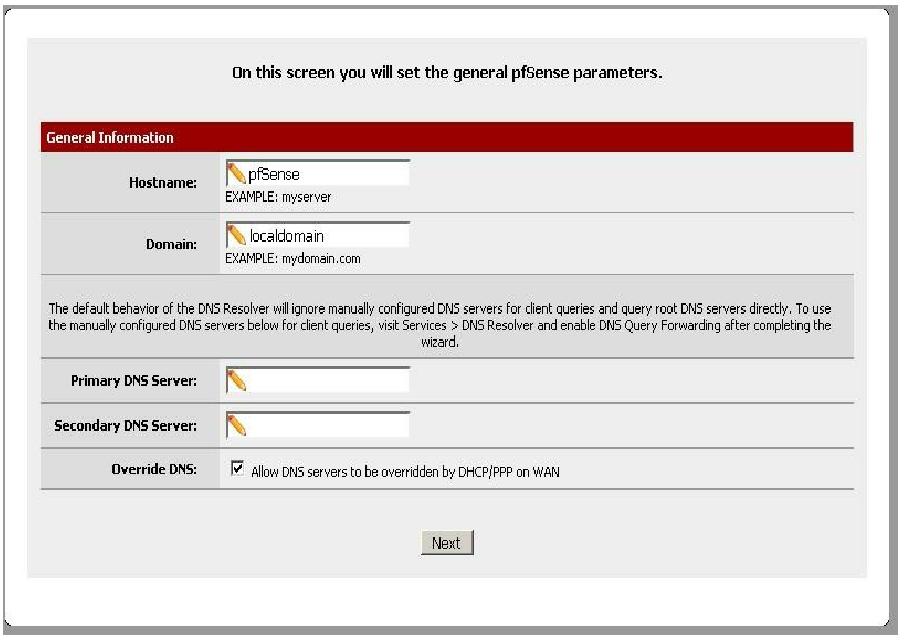 On this screen you will set the general pfSense parameters.
General Information
Hostname:
pfSense
EXAMPLE: myserver
Domain:
localdomain
EXAMPLE: mydomain.com
The default behavior of the DNS Resolver will ignore manually configured DNS servers for client queries and query root DNS servers directly. To use
the manually configured DNS servers below for client queries, visit Services > DNS Resolver and enable DNS Query Forwarding after completing the
wizard.
Primary DNS Server:
Secondary DNS Server:
Override DNS:
Allow DNS servers to be overridden by DHCP/PPP on WAN
Next